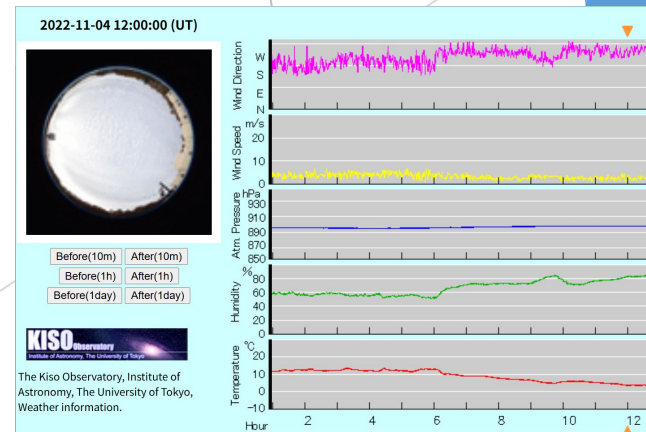 2022-11-04 12:00:00 (UT)
Before(10m) After(10m)
Before(1h) After(1h)
Before(1day) After(1day)
KISO Observatory
Institute of Astronomy, The University of Tokyo
The Kiso Observatory, Institute of
Astronomy, The University of Tokyo,
Weather information.
Wind Direction
W
S
E
N
Wind Speed
m/s
20
10
0
Atm. Pressure
hPa
930
910
890
870
850
Humidity
%
80
60
40
20
0
Temperature
℃
20
10
0
-10
Hour 2 4 6 8 10 12